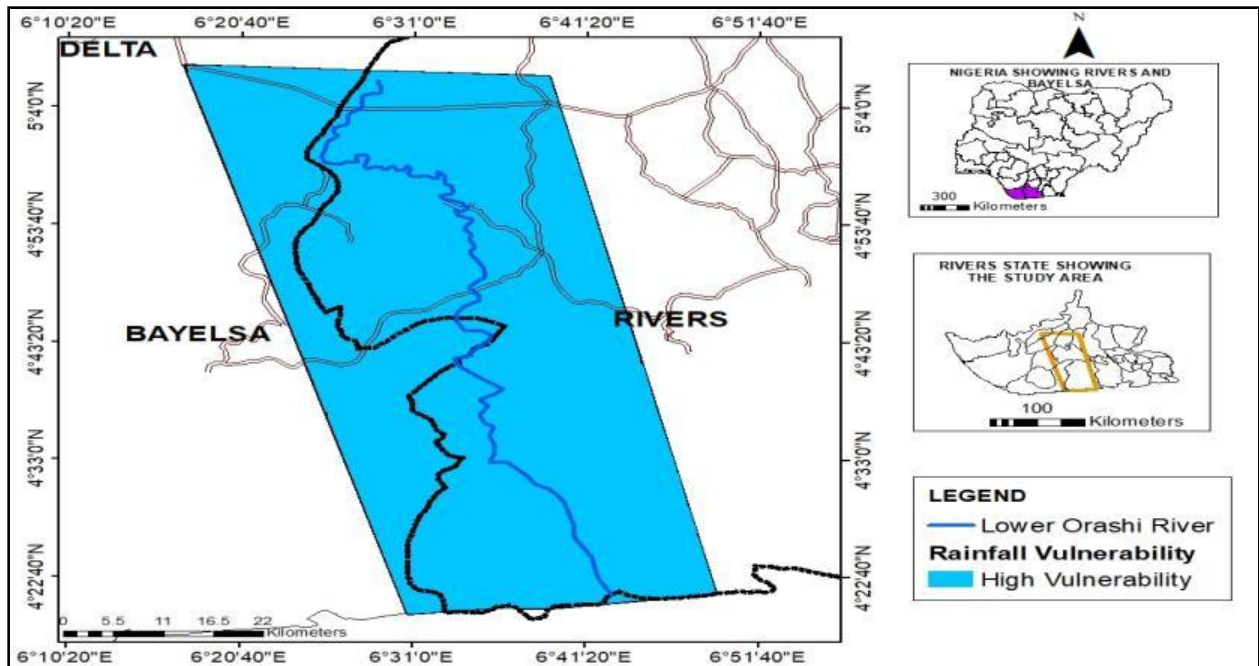 6°10'20"E 6°20'40"E 6°31'0"E 6°41'20"E 6°51'40"E
DELTA
5°4'0"N
5°4'0"N
4°53'40"N
4°53'40"N
BAYELSA
RIVERS
4°43'20"N
4°43'20"N
4°33'0"N
4°33'0"N
4°22'40"N
4°22'40"N
0 5.5 11 16.5 22
Kilometers
6°10'20"E 6°20'40"E 6°31'0"E 6°41'20"E 6°51'40"E
N
NIGERIA SHOWING RIVERS AND
BAYELSA
300
Kilometers
RIVERS STATE SHOWING
THE STUDY AREA
100
Kilometers
LEGEND
Lower Orashi River
Rainfall Vulnerability
High Vulnerability